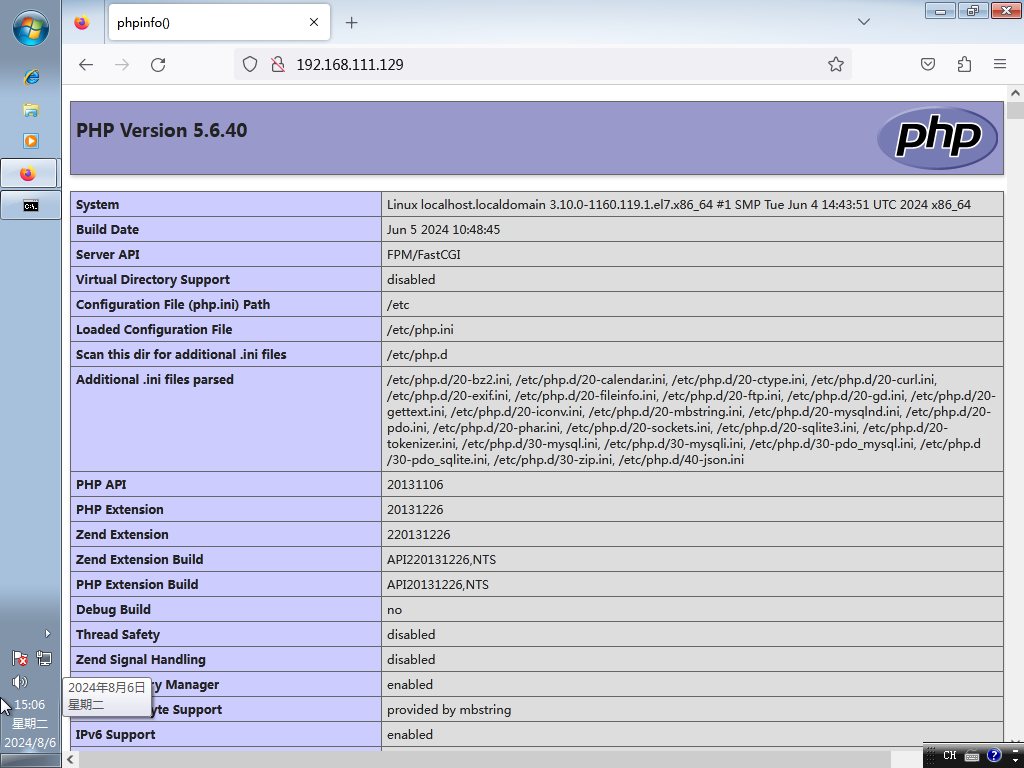 phpinfo()
192.168.111.129
PHP Version 5.6.40
php
System Linux localhost.localdomain 3.10.0-1160.119.1.el7.x86_64 #1 SMP Tue Jun 4 14:43:51 UTC 2024 x86_64
Build Date Jun 5 2024 10:48:45
Server API FPM/FastCGI
Virtual Directory Support disabled
Configuration File (php.ini) Path /etc
Loaded Configuration File /etc/php.ini
Scan this dir for additional .ini files /etc/php.d
Additional .ini files parsed /etc/php.d/20-bz2.ini, /etc/php.d/20-calendar.ini, /etc/php.d/20-ctype.ini, /etc/php.d/20-curl.ini,
/etc/php.d/20-exif.ini, /etc/php.d/20-fileinfo.ini, /etc/php.d/20-ftp.ini, /etc/php.d/20-gd.ini, /etc/php.d/20-
gettext.ini, /etc/php.d/20-iconv.ini, /etc/php.d/20-mbstring.ini, /etc/php.d/20-mysqlnd.ini, /etc/php.d/20-
pdo.ini, /etc/php.d/20-phar.ini, /etc/php.d/20-sockets.ini, /etc/php.d/20-sqlite3.ini, /etc/php.d/20-
tokenizer.ini, /etc/php.d/30-mysql.ini, /etc/php.d/30-mysqli.ini, /etc/php.d/30-pdo_mysql.ini, /etc/php.d
/30-pdo_sqlite.ini, /etc/php.d/30-zip.ini, /etc/php.d/40-json.ini
PHP API 20131106
PHP Extension 20131226
Zend Extension 220131226
Zend Extension Build API220131226,NTS
PHP Extension Build API20131226,NTS
Debug Build no
Thread Safety disabled
Zend Signal Handling disabled
Manager enabled
Support provided by mbstring
IPv6 Support enabled
2024年8月6日
星期二
15:06
星期二
2024/8/6
CH